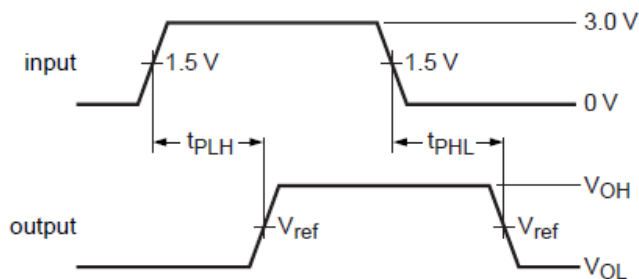 3.0 V
input
1.5 V
1.5 V
0 V
tPLH
tPHL
VOH
output
Vref
Vref
VOL